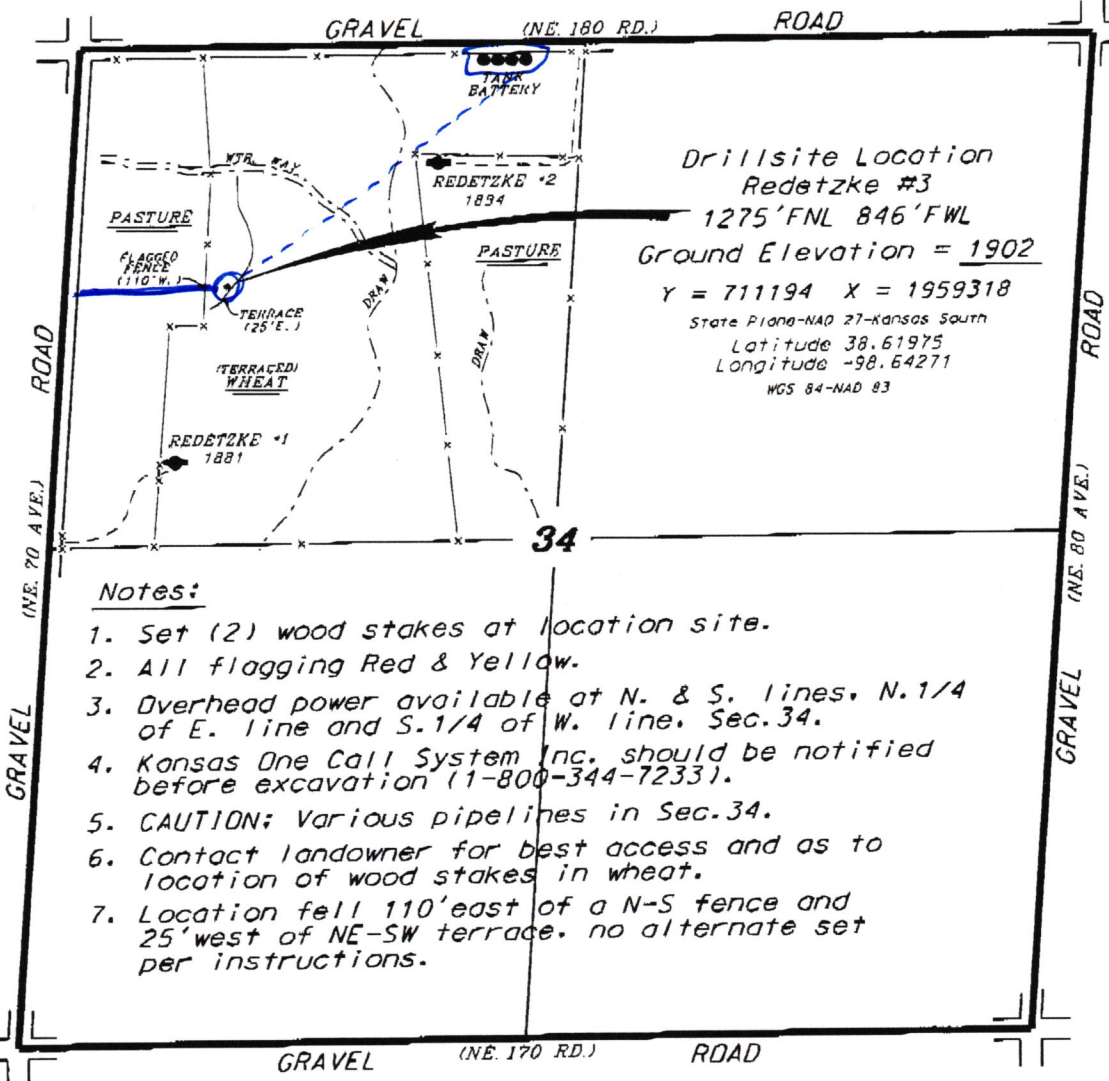 GRAVEL (NE. 180 RD.) ROAD
TANK
BATTERY
WTR. WAY
REDETZKE #2
1894
PASTURE
FLAGGED
FENCE
(110'W.)
TERRACE
(25'E.)
DRAW
PASTURE
DRAW
(TERRACED)
WHEAT
REDETZKE #1
1881
Drillsite Location
Redetzke #3
1275'FNL 846'FWL
Ground Elevation = 1902
Y = 711194 X = 1959318
State Plane-NAD 27-Kansas South
Latitude 38.61975
Longitude -98.64271
WGS 84-NAD 83
34
GRAVEL (NE. 70 AVE.) ROAD
GRAVEL (NE. 80 AVE.) ROAD
Notes:
1. Set (2) wood stakes at location site.
2. All flagging Red & Yellow.
3. Overhead power available at N. & S. lines, N.1/4
of E. line and S.1/4 of W. line, Sec.34.
4. Kansas One Call System Inc. should be notified
before excavation (1-800-344-7233).
5. CAUTION: Various pipelines in Sec.34.
6. Contact landowner for best access and as to
location of wood stakes in wheat.
7. Location fell 110'east of a N-S fence and
25'west of NE-SW terrace, no alternate set
per instructions.
GRAVEL (NE. 170 RD.) ROAD